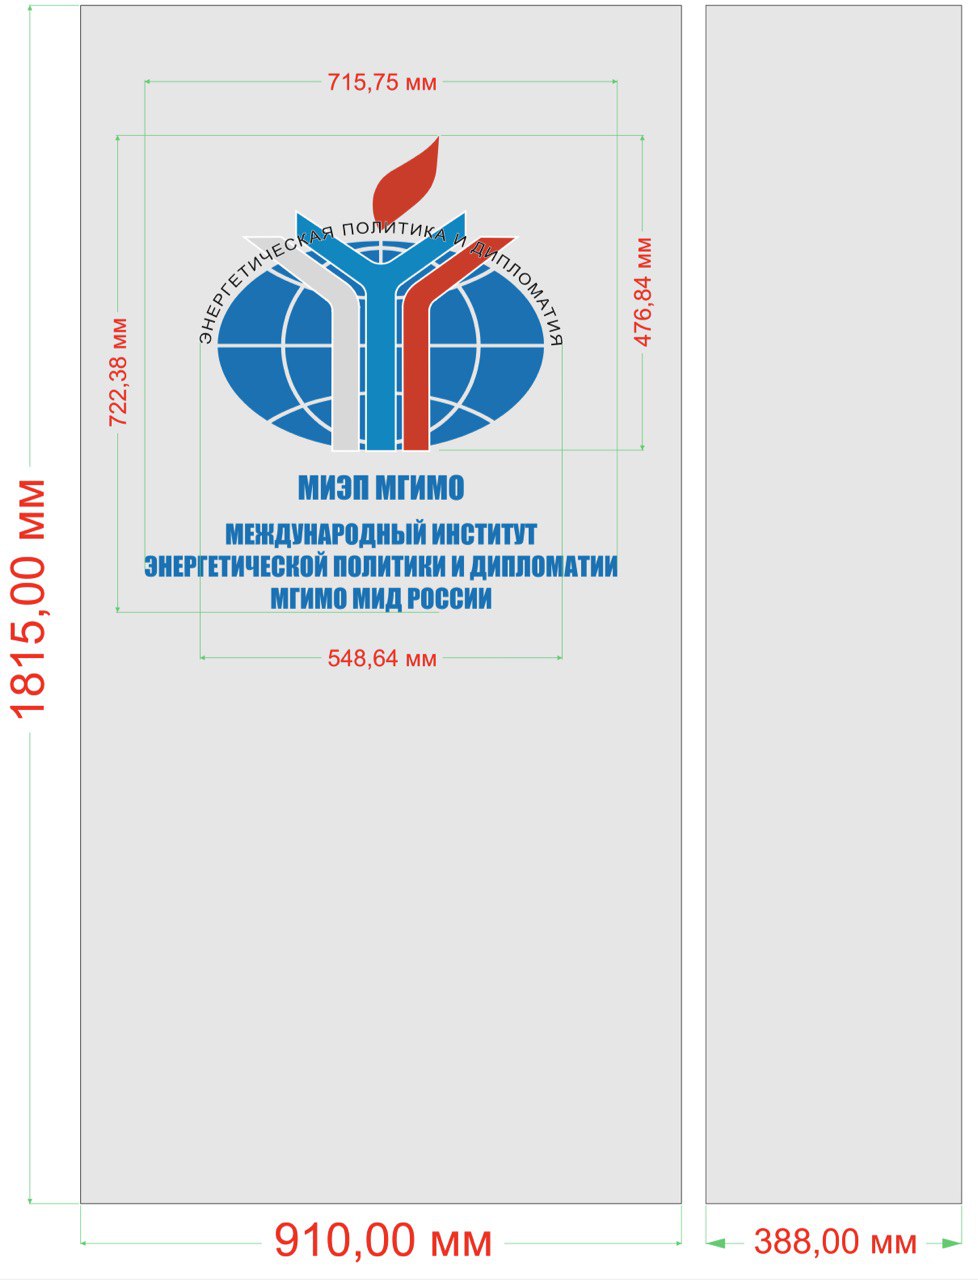 715,75 мм
722,38 мм
476,84 мм
ЭНЕРГЕТИЧЕСКАЯ ПОЛИТИКА И ДИПЛОМАТИЯ
МИЭП МГИМО
МЕЖДУНАРОДНЫЙ ИНСТИТУТ
ЭНЕРГЕТИЧЕСКОЙ ПОЛИТИКИ И ДИПЛОМАТИИ
МГИМО МИД РОССИИ
548,64 мм
1815,00 мм
910,00 мм
388,00 мм